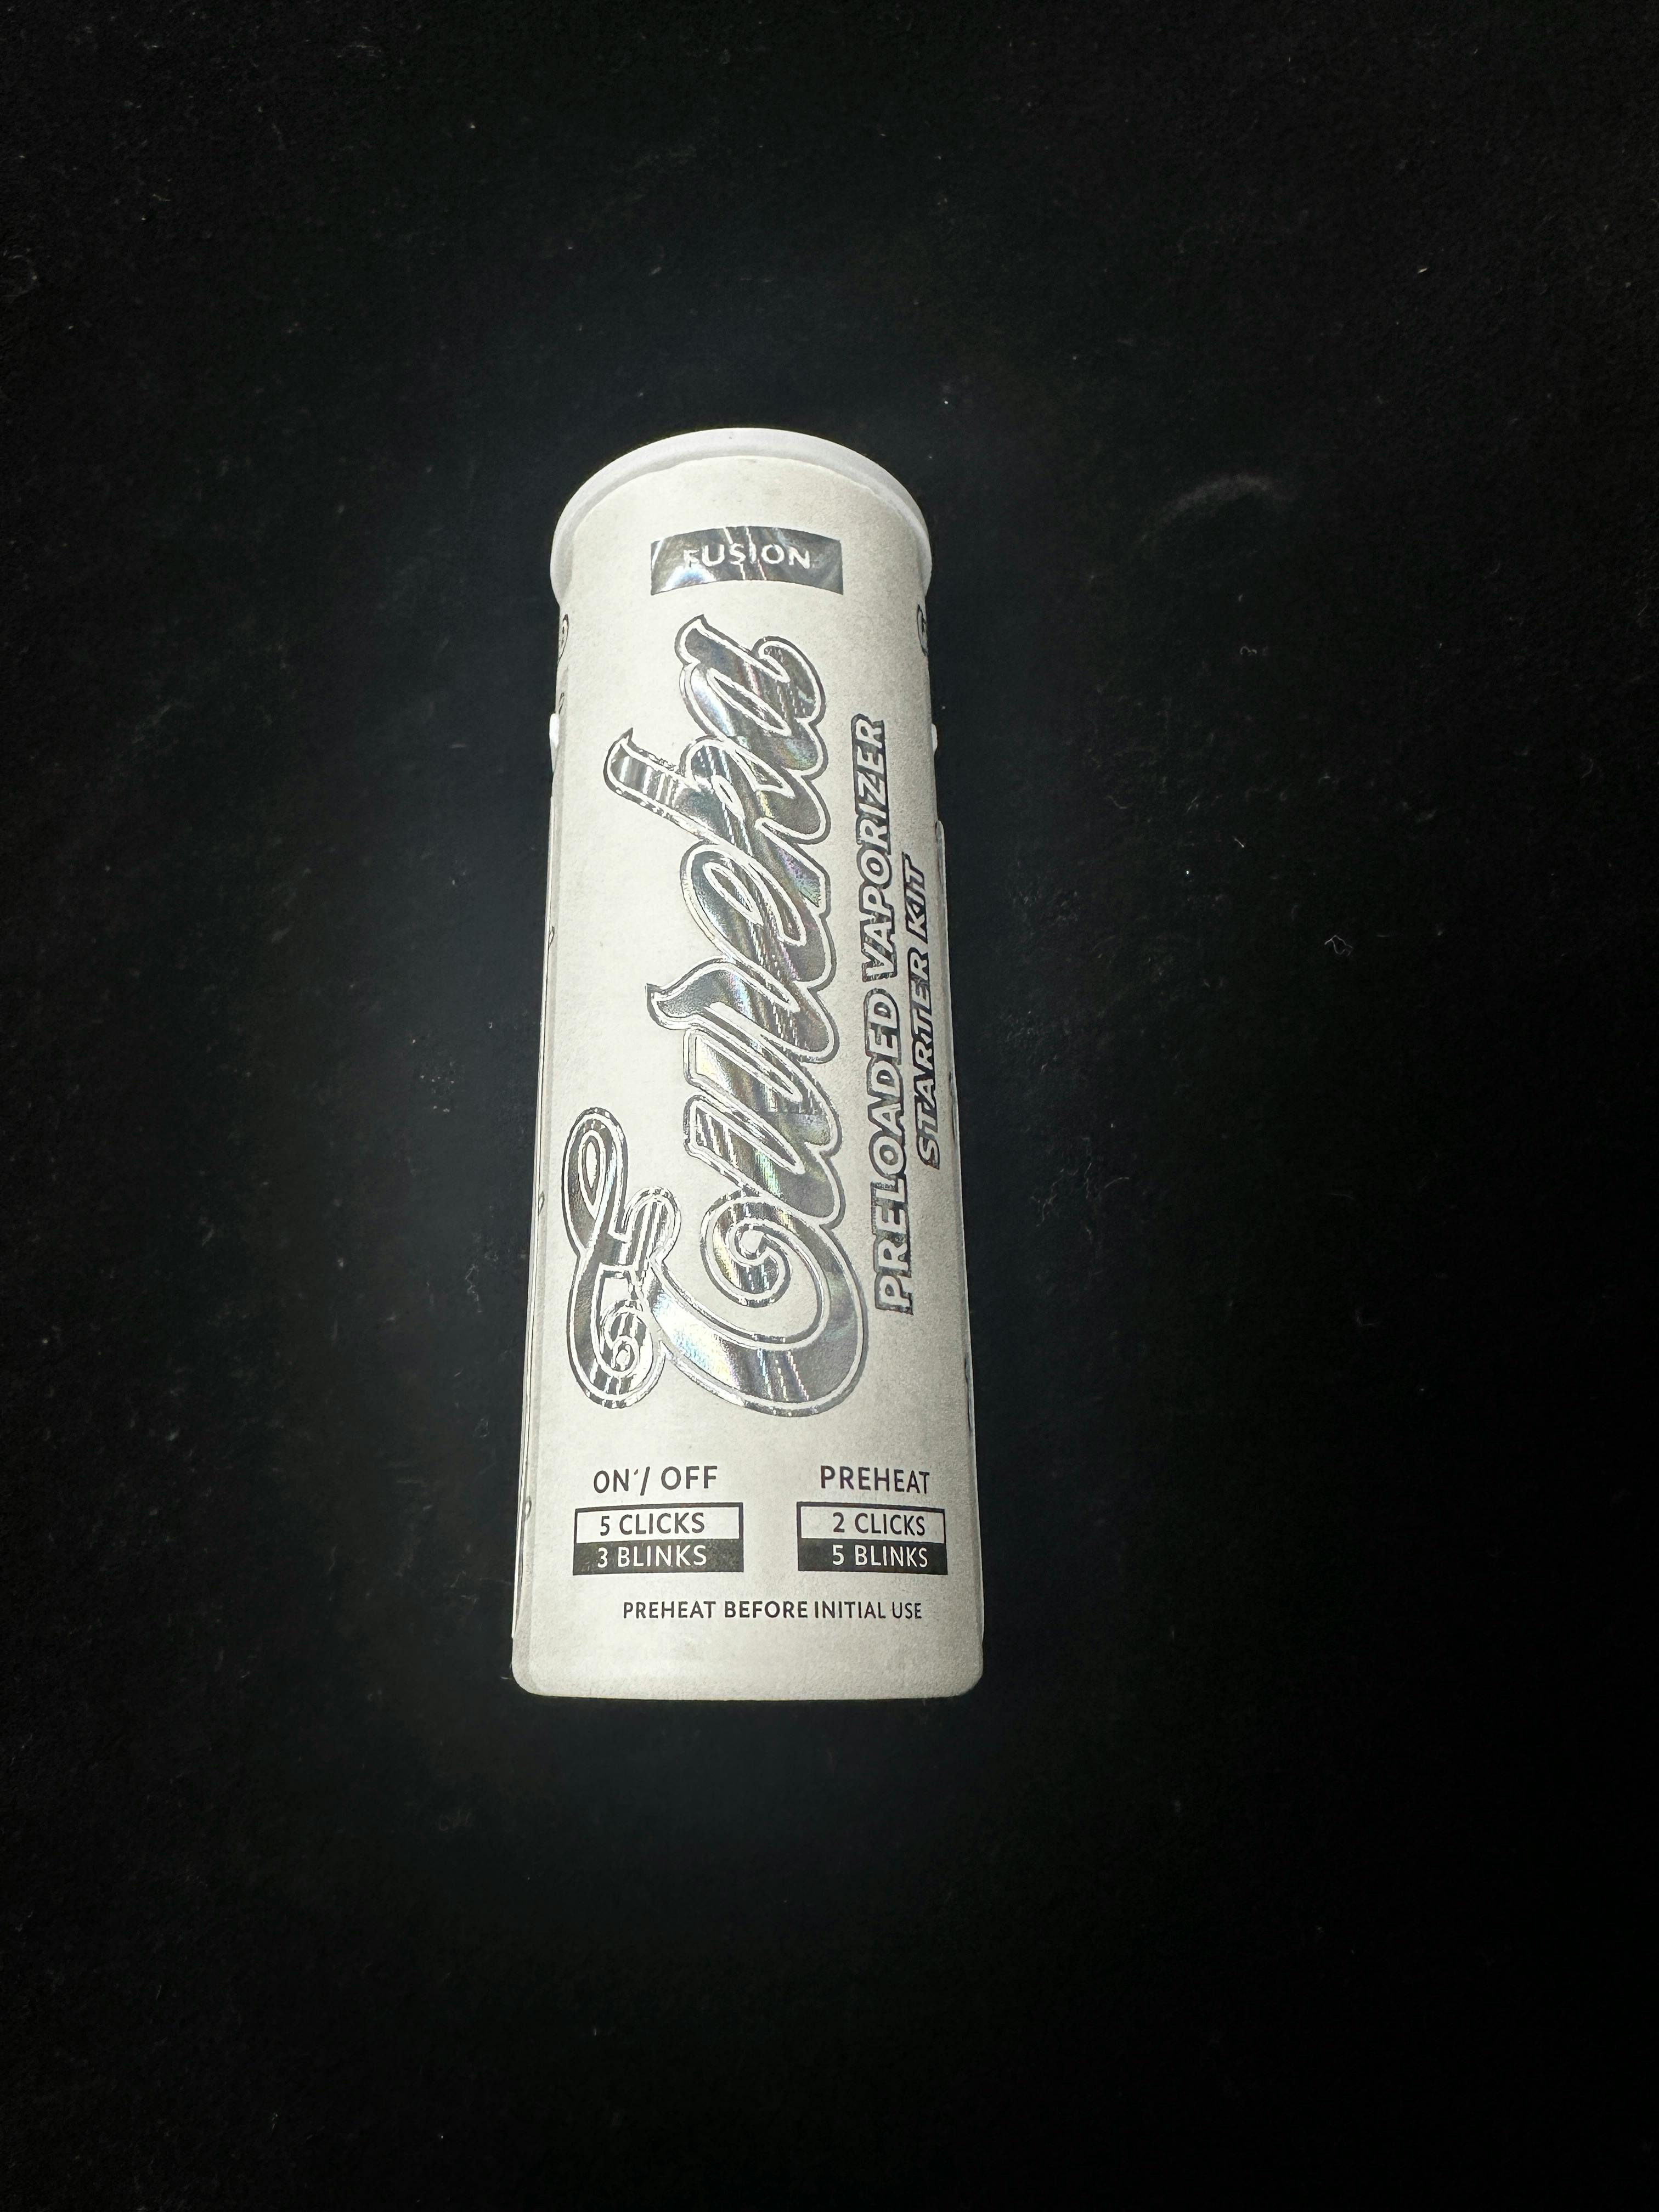 FUSION
Eureka
PRELOADED VAPORIZER
STARTER KIT
ON / OFF
5 CLICKS
3 BLINKS
PREHEAT
2 CLICKS
5 BLINKS
PREHEAT BEFORE INITIAL USE